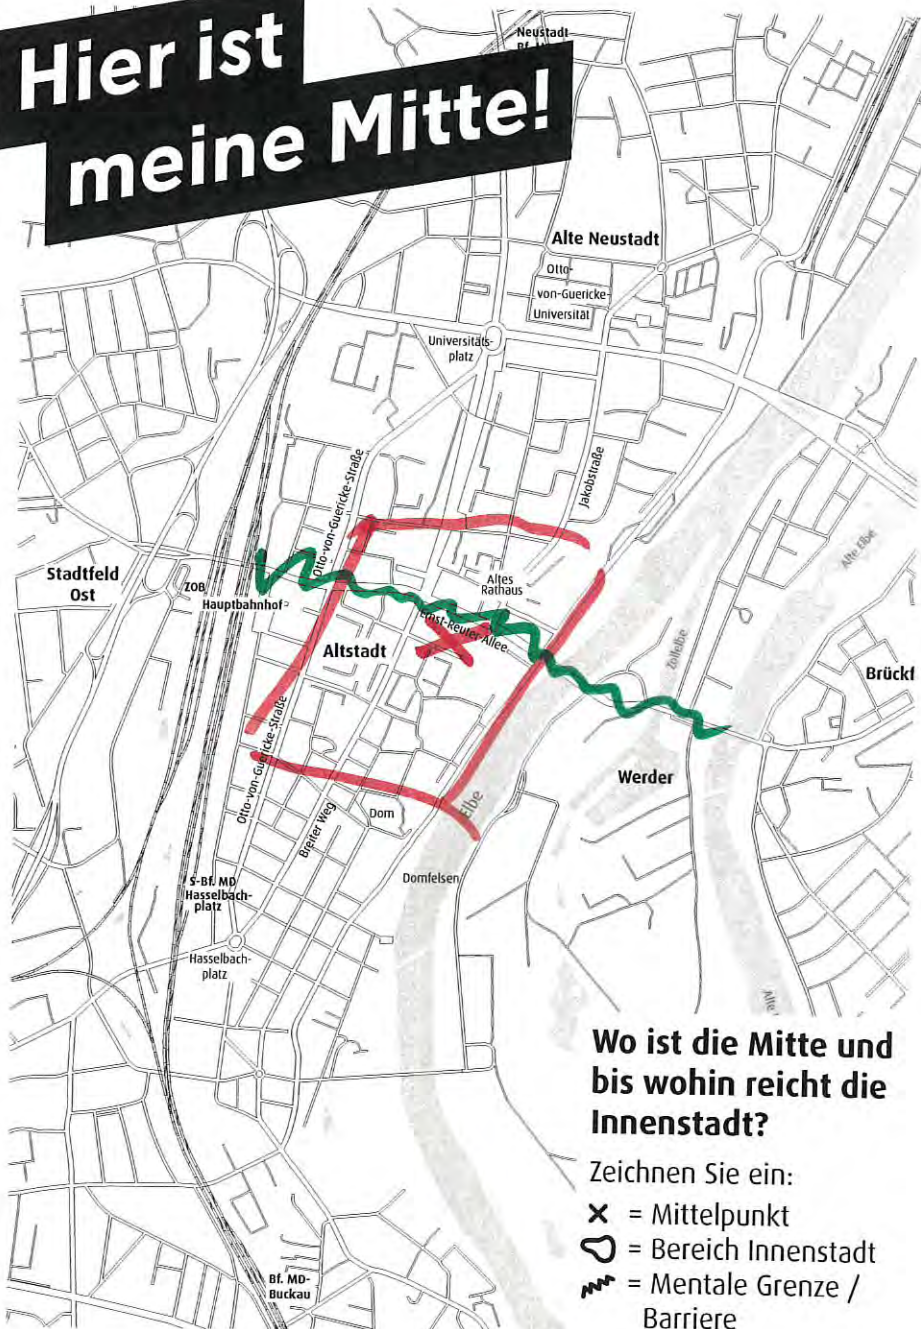 Hier ist
meine Mitte!
Neustadt
Alte Neustadt
Otto-
von-Guericke-
Universität
Universitäts-
platz
Otto-von-Guericke-Straße
Jakobstraße
Alte Elbe
Stadtfeld
Ost
ZOB
Hauptbahnhof
Altes
Rathaus
Ernst-Reuter-Allee
Altstadt
Zollelbe
Brückf
Otto-von-Guericke-Straße
Werder
Elbe
Breiter Weg
Dom
Domfelsen
S-Bf. MD
Hasselbach-
platz
Hasselbach-
platz
Alte
Wo ist die Mitte und
bis wohin reicht die
Innenstadt?
Zeichnen Sie ein:
= Mittelpunkt
= Bereich Innenstadt
= Mentale Grenze /
Barriere
Bf. MD-
Buckau